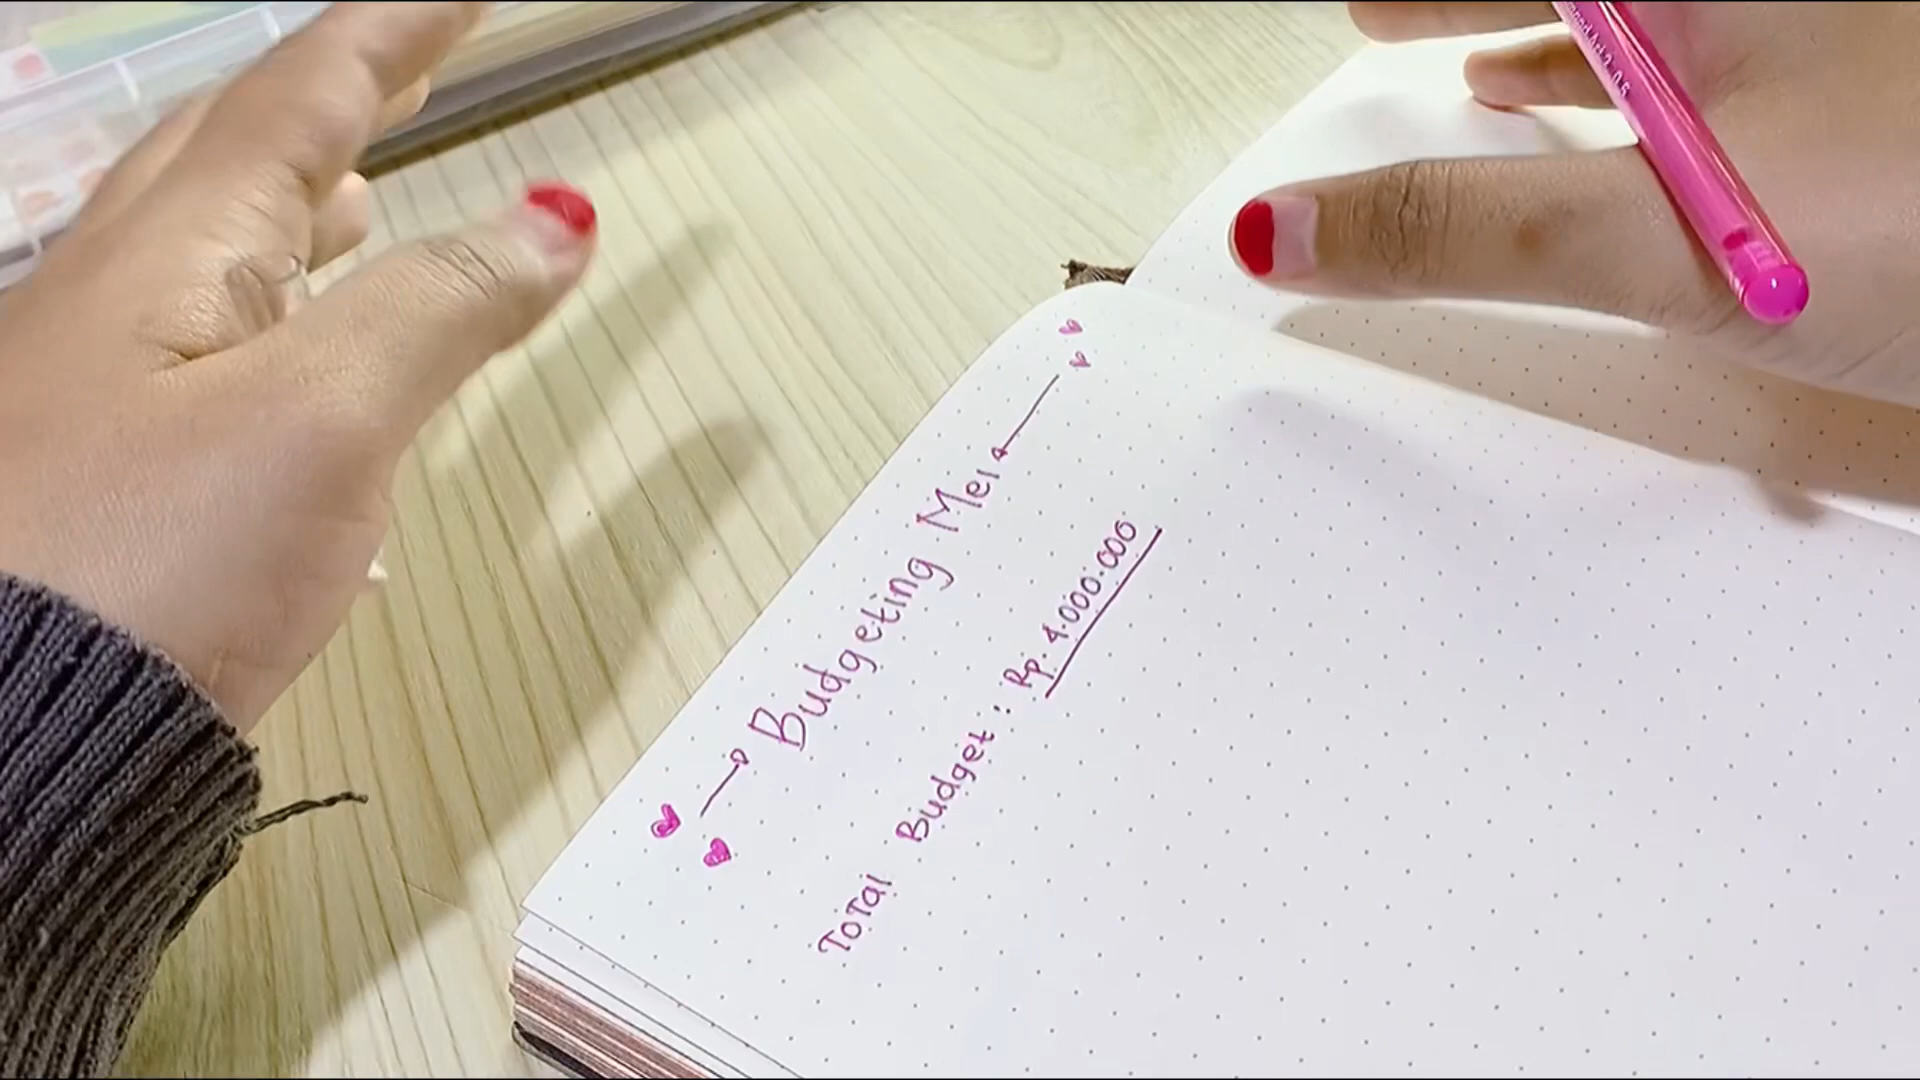 Budgeting Mei
Total Budget : Rp. 4.000.000